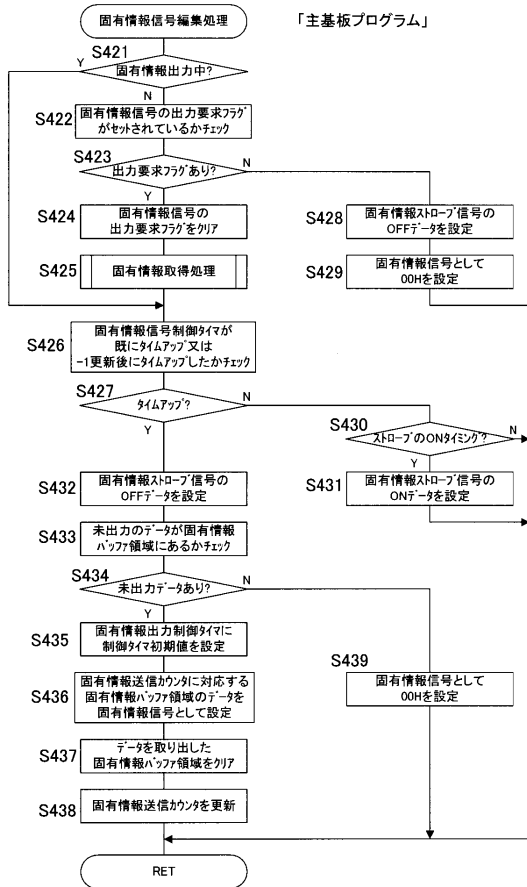 固有情報信号編集処理
「主基板プログラム」
S421
Y
固有情報出力中?
N
S422
固有情報信号の出力要求フラグ
がセットされているかチェック
S423
出力要求フラグあり?
N
Y
S424
固有情報信号の
出力要求フラグをクリア
S428
固有情報ストローブ信号の
OFFデータを設定
S425
固有情報取得処理
S429
固有情報信号として
00Hを設定
S426
固有情報信号制御タイマが
既にタイムアップ又は
-1更新後にタイムアップしたかチェック
S427
タイムアップ?
N
Y
S430
ストローブのONタイミング?
N
Y
S432
固有情報ストローブ信号の
OFFデータを設定
S431
固有情報ストローブ信号の
ONデータを設定
S433
未出力のデータが固有情報
バッファ領域にあるかチェック
S434
未出力データあり?
N
Y
S435
固有情報出力制御タイマに
制御タイマ初期値を設定
S436
固有情報送信カウンタに対応する
固有情報バッファ領域のデータを
固有情報信号として設定
S439
固有情報信号として
00Hを設定
S437
データを取り出した
固有情報バッファ領域をクリア
S438
固有情報送信カウンタを更新
RET